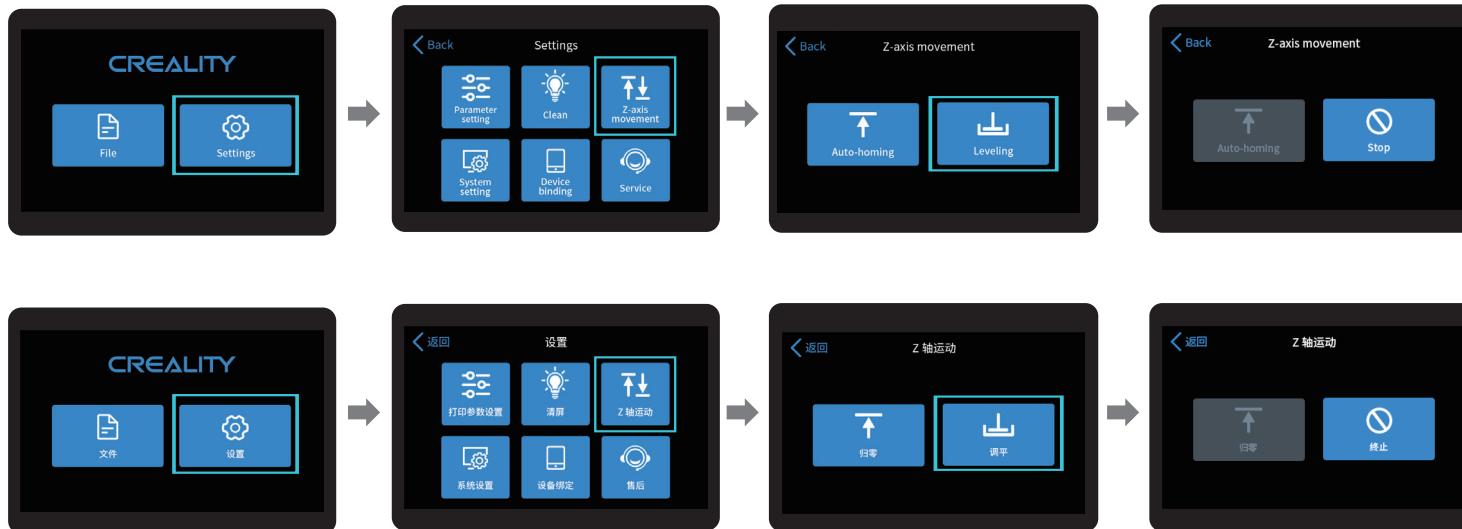 CREALITY
File
Settings
Back
Settings
Parameter
setting
Clean
Z-axis
movement
System
setting
Device
binding
Service
Back
Z-axis movement
Auto-homing
Leveling
Back
Z-axis movement
Auto-homing
Stop
CREALITY
文件
设置
返回
设置
打印参数设置
清屏
Z 轴运动
系统设置
设备绑定
售后
返回
Z 轴运动
归零
调平
返回
Z 轴运动
归零
终止